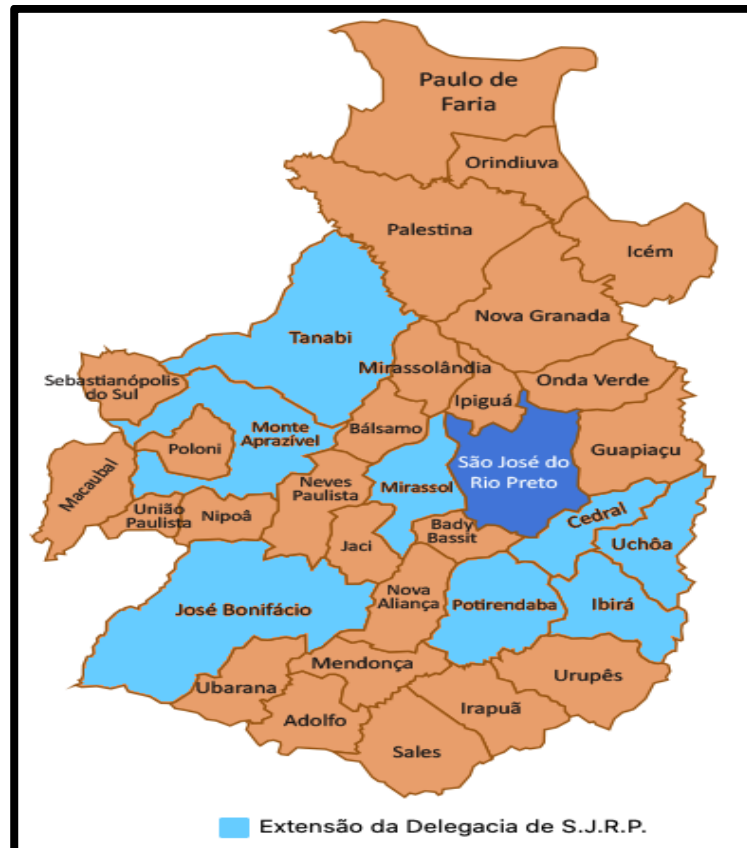 Paulo de
Faria
Orindiuva
Palestina
Icém
Nova Granada
Tanabi
Mirassolândia
Onda Verde
Sebastianópolis
do Sul
Ipiguá
Monte
Aprazível
Bálsamo
Poloni
Guapiaçu
São José do
Rio Preto
Macaubal
Neves
Paulista
Mirassol
União
Paulista
Nipoâ
Cedral
Bady
Bassit
Uchôa
Jaci
José Bonifácio
Nova
Aliança
Potirendaba
Ibirá
Mendonça
Urupês
Ubarana
Irapuã
Adolfo
Sales
Extensão da Delegacia de S.J.R.P.